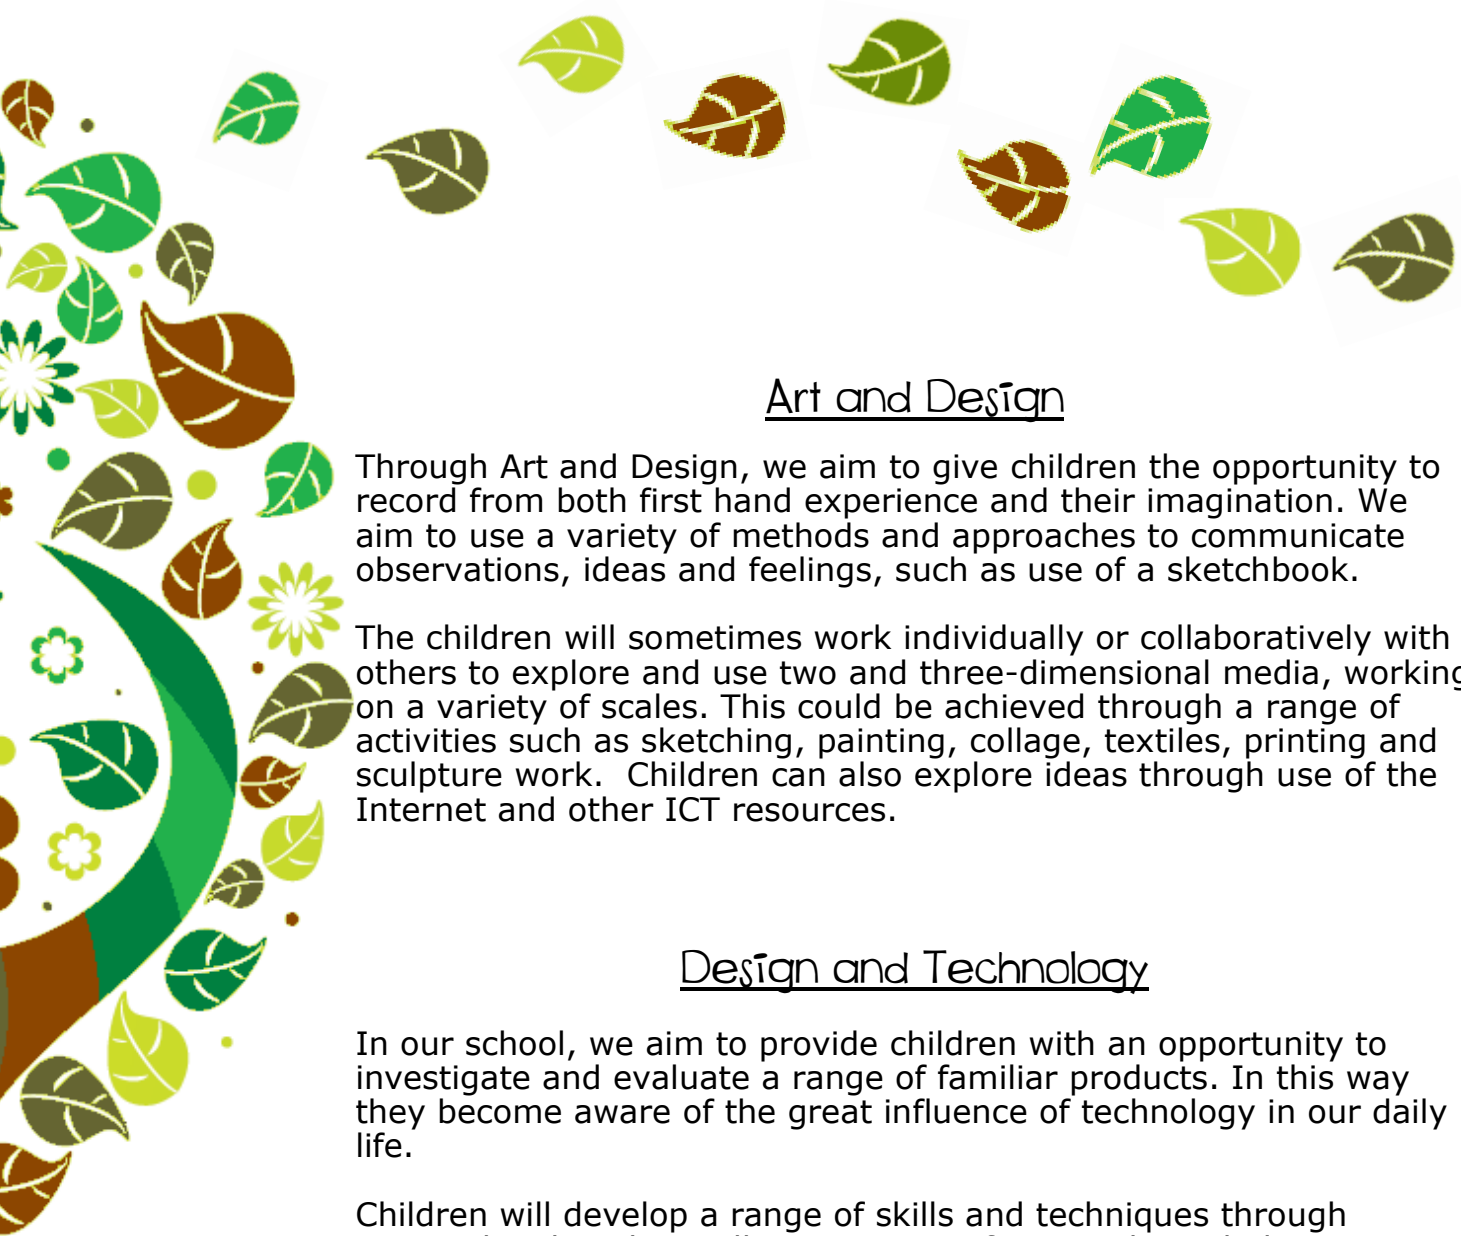 Art and Design
Through Art and Design, we aim to give children the opportunity to
record from both first hand experience and their imagination. We
aim to use a variety of methods and approaches to communicate
observations, ideas and feelings, such as use of a sketchbook.
The children will sometimes work individually or collaboratively with
others to explore and use two and three-dimensional media, working
on a variety of scales. This could be achieved through a range of
activities such as sketching, painting, collage, textiles, printing and
sculpture work.  Children can also explore ideas through use of the
Internet and other ICT resources.
Design and Technology
In our school, we aim to provide children with an opportunity to
investigate and evaluate a range of familiar products. In this way
they become aware of the great influence of technology in our daily
life.
Children will develop a range of skills and techniques through